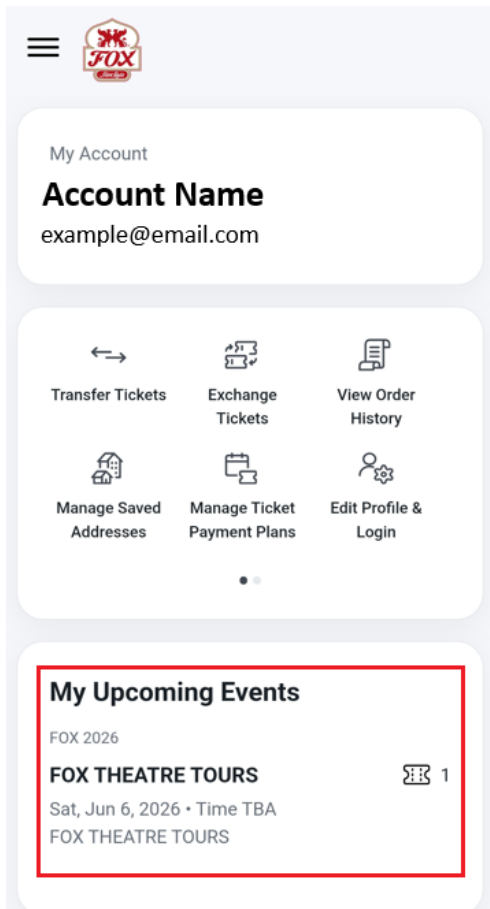 FOX
My Account
Account Name
example@email.com
Transfer Tickets
Exchange
Tickets
View Order
History
Manage Saved
Addresses
Manage Ticket
Payment Plans
Edit Profile &
Login
My Upcoming Events
FOX 2026
FOX THEATRE TOURS
1
Sat, Jun 6, 2026 • Time TBA
FOX THEATRE TOURS